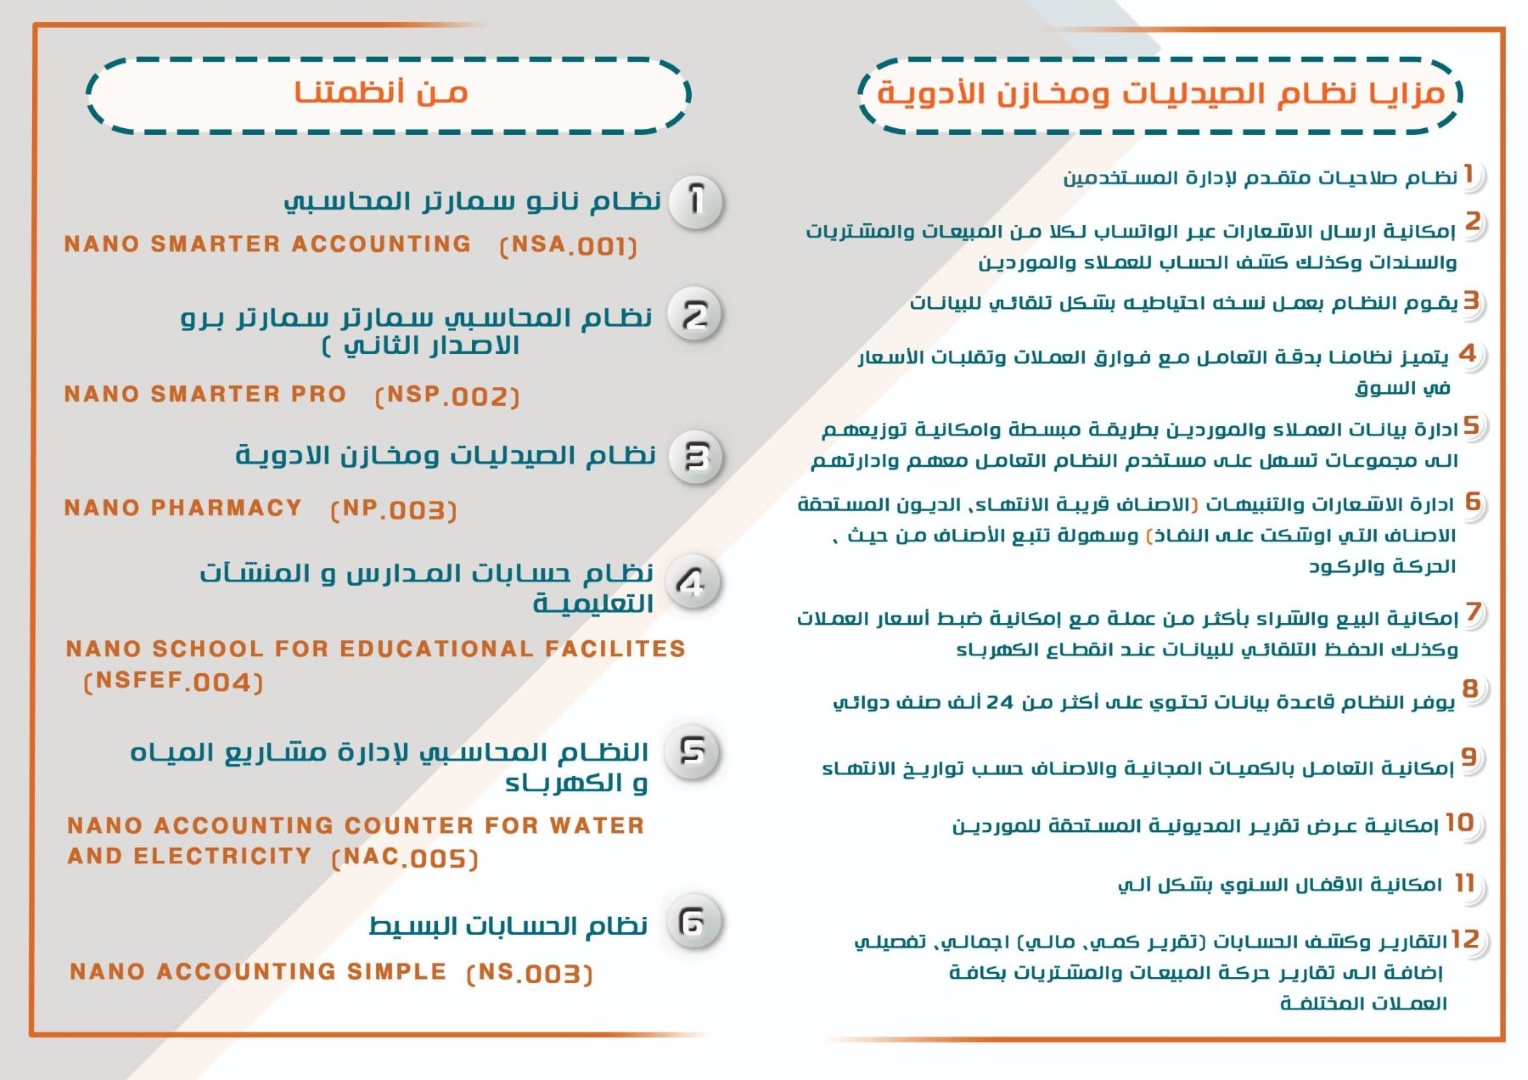 مزايا نظام الصيدليات ومخازن الأدوية
1 نظام صلاحيات متقدم لإدارة المستخدمين
2 إمكانية ارسال الاشعارات عبر الواتساب لكلا من المبيعات والمشتريات
والسندات وكذلك كشف الحساب للعملاء والموردين
3 يقوم النظام بعمل نسخه احتياطيه بشكل تلقائي للبيانات
4 يتميز نظامنا بدقة التعامل مع فوارق العملات وتقلبات الأسعار
في السوق
5 ادارة بيانات العملاء والموردين بطريقة مبسطة وامكانية توزيعهم
الى مجموعات تسهل على مستخدم النظام التعامل معهم وادارتهم
6 ادارة الاشعارات والتنبيهات (الاصناف قريبة الانتهاء، الديون المستحقة
الاصناف التي اوشكت على النفاذ) وسهولة تتبع الأصناف من حيث ،
الحركة والركود
7 إمكانية البيع والشراء بأكثر من عملة مع إمكانية ضبط أسعار العملات
وكذلك الحفظ التلقائي للبيانات عند انقطاع الكهرباء
8 يوفر النظام قاعدة بيانات تحتوي على أكثر من 24 ألف صنف دوائي
9 إمكانية التعامل بالكميات المجانية والاصناف حسب تواريخ الانتهاء
10 إمكانية عرض تقرير المديونية المستحقة للموردين
11 امكانية الاقفال السنوي بشكل آلي
12 التقارير وكشف الحسابات (تقرير كمي، مالي) اجمالي، تفصيلي
إضافة الى تقارير حركة المبيعات والمشتريات بكافة
العملات المختلفة
من أنظمتنا
1 نظام نانو سمارتر المحاسبي
NANO SMARTER ACCOUNTING (NSA.001)
2 نظام المحاسبي سمارتر سمارتر برو
الاصدار الثاني )
NANO SMARTER PRO (NSP.002)
3 نظام الصيدليات ومخازن الادوية
NANO PHARMACY (NP.003)
4 نظام حسابات المدارس و المنشآت
التعليمية
NANO SCHOOL FOR EDUCATIONAL FACILITES
(NSFEF.004)
5 النظام المحاسبي لإدارة مشاريع المياه
و الكهرباء
NANO ACCOUNTING COUNTER FOR WATER
AND ELECTRICITY (NAC.005)
6 نظام الحسابات البسيط
NANO ACCOUNTING SIMPLE (NS.003)